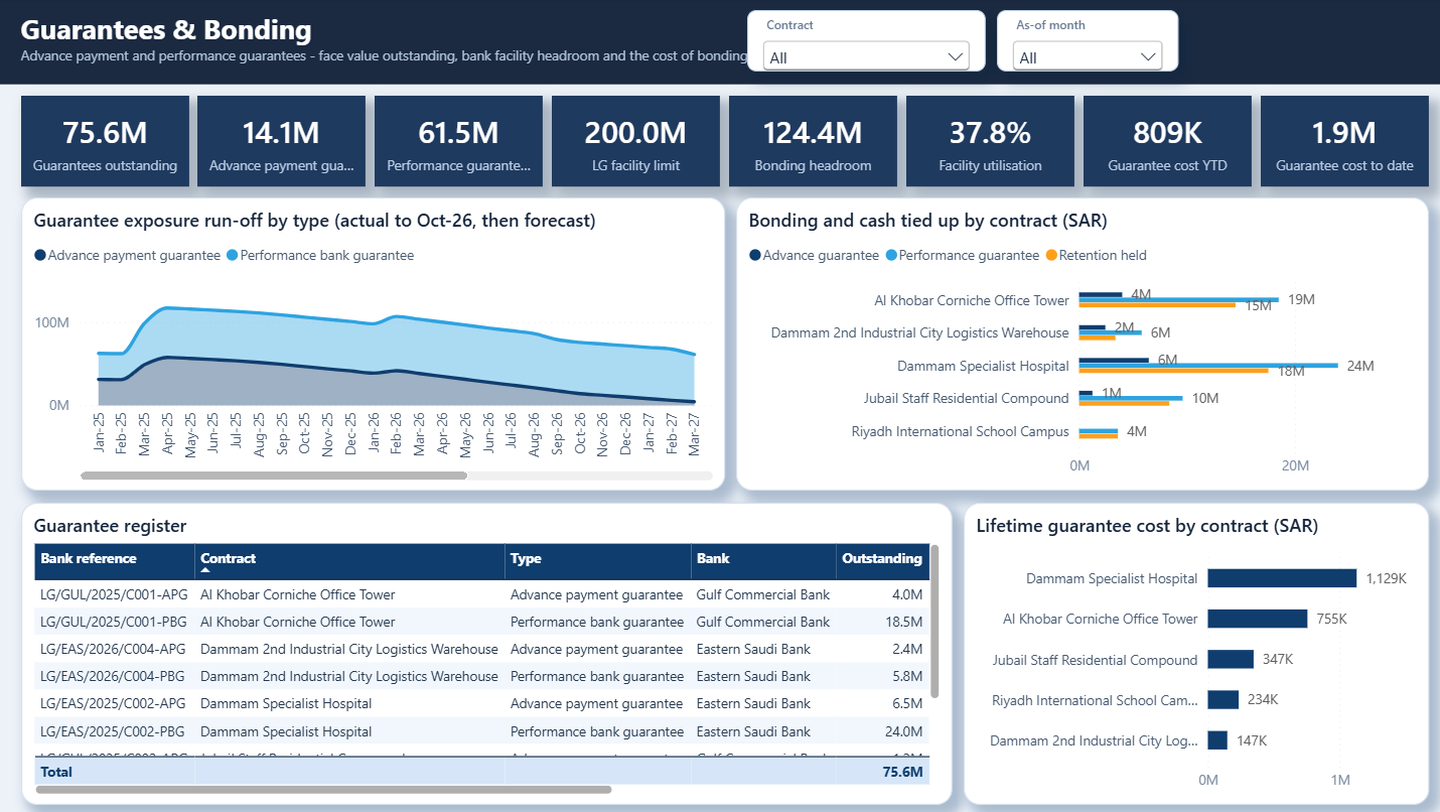 Guarantees & Bonding
Advance payment and performance guarantees - face value outstanding, bank facility headroom and the cost of bonding
Contract
All
As-of month
All
75.6M
Guarantees outstanding
14.1M
Advance payment gua...
61.5M
Performance guarante...
200.0M
LG facility limit
124.4M
Bonding headroom
37.8%
Facility utilisation
809K
Guarantee cost YTD
1.9M
Guarantee cost to date
Guarantee exposure run-off by type (actual to Oct-26, then forecast)
Advance payment guarantee
Performance bank guarantee
100M
0M
Jan-25
Feb-25
Mar-25
Apr-25
May-25
Jun-25
Jul-25
Aug-25
Sep-25
Oct-25
Nov-25
Dec-25
Jan-26
Feb-26
Mar-26
Apr-26
May-26
Jun-26
Jul-26
Aug-26
Sep-26
Oct-26
Nov-26
Dec-26
Jan-27
Feb-27
Mar-27
Bonding and cash tied up by contract (SAR)
Advance guarantee
Performance guarantee
Retention held
Al Khobar Corniche Office Tower
4M
19M
15M
Dammam 2nd Industrial City Logistics Warehouse
2M
6M
Dammam Specialist Hospital
6M
24M
18M
Jubail Staff Residential Compound
1M
10M
Riyadh International School Campus
4M
0M
20M
Guarantee register
Bank reference Contract Type Bank Outstanding
LG/GUL/2025/C001-APG Al Khobar Corniche Office Tower Advance payment guarantee Gulf Commercial Bank 4.0M
LG/GUL/2025/C001-PBG Al Khobar Corniche Office Tower Performance bank guarantee Gulf Commercial Bank 18.5M
LG/EAS/2026/C004-APG Dammam 2nd Industrial City Logistics Warehouse Advance payment guarantee Eastern Saudi Bank 2.4M
LG/EAS/2026/C004-PBG Dammam 2nd Industrial City Logistics Warehouse Performance bank guarantee Eastern Saudi Bank 5.8M
LG/EAS/2025/C002-APG Dammam Specialist Hospital Advance payment guarantee Eastern Saudi Bank 6.5M
LG/EAS/2025/C002-PBG Dammam Specialist Hospital Performance bank guarantee Eastern Saudi Bank 24.0M
Total 75.6M
Lifetime guarantee cost by contract (SAR)
Dammam Specialist Hospital
1,129K
Al Khobar Corniche Office Tower
755K
Jubail Staff Residential Compound
347K
Riyadh International School Cam...
234K
Dammam 2nd Industrial City Log...
147K
0M
1M